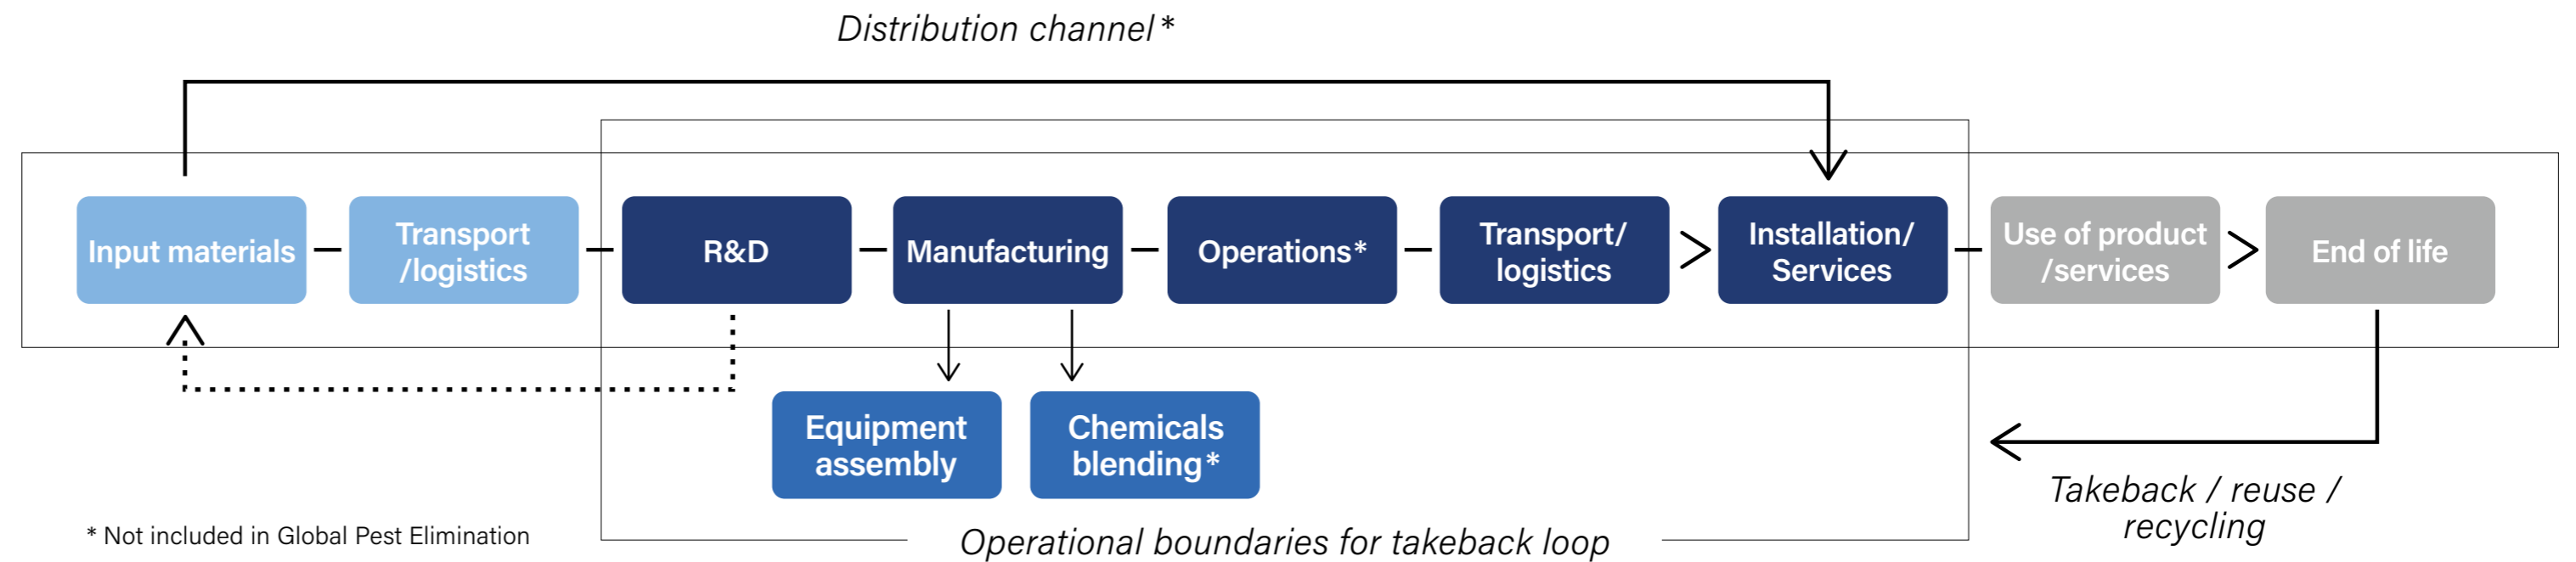 Distribution channel*
Input materials
Transport
/logistics
R&D
Manufacturing
Operations*
Transport/
logistics
Installation/
Services
Use of product
/services
End of life
Equipment
assembly
Chemicals
blending*
Takeback / reuse /
recycling
* Not included in Global Pest Elimination
Operational boundaries for takeback loop